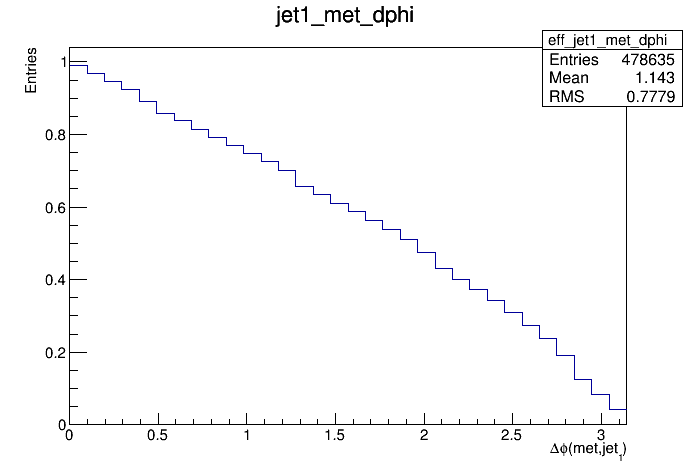 jet1_met_dphi
eff_jet1_met_dphi
Entries 478635
Mean 1.143
RMS 0.7779
Entries
1
0.8
0.6
0.4
0.2
0
0 0.5 1 1.5 2 2.5 3
Δϕ(met,jet₁)